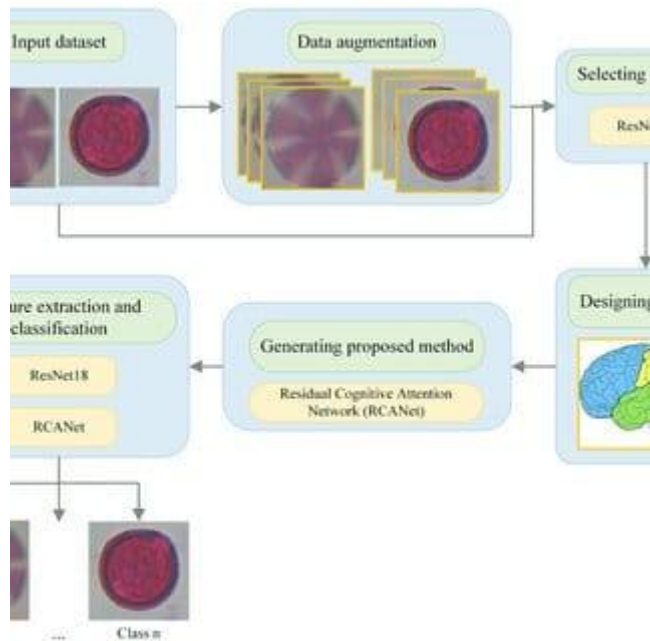 Input dataset
Data augmentation
Selecting
ResNe
Designing
Generating proposed method
Residual Cognitive Attention
Network (RCANet)
ure extraction and
classification
ResNet18
RCANet
...
Class n